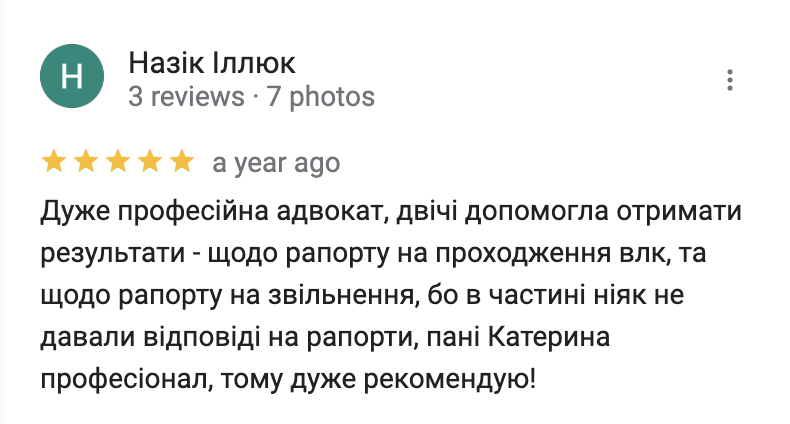 Н
Назік Іллюк
3 reviews · 7 photos
a year ago
Дуже професійна адвокат, двічі допомогла отримати
результати - щодо рапорту на проходження влк, та
щодо рапорту на звільнення, бо в частині ніяк не
давали відповіді на рапорти, пані Катерина
професіонал, тому дуже рекомендую!